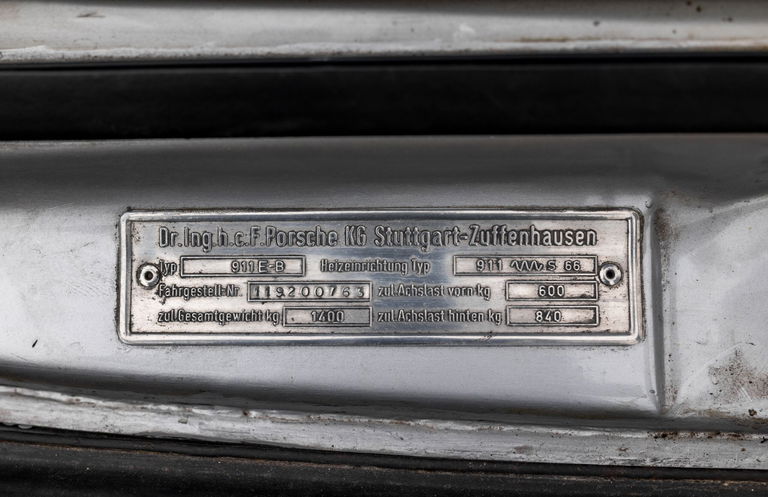 Dr.Ing.h.c.F.Porsche KG Stuttgart-Zuffenhausen
Typ 911E-B Heizeinrichtung Typ 911 S 66
Fahrgestell-Nr. 119200763 zul.Achslast vorn kg 600
zul.Gesamtgewicht kg 1400 zul.Achslast hinten kg 840